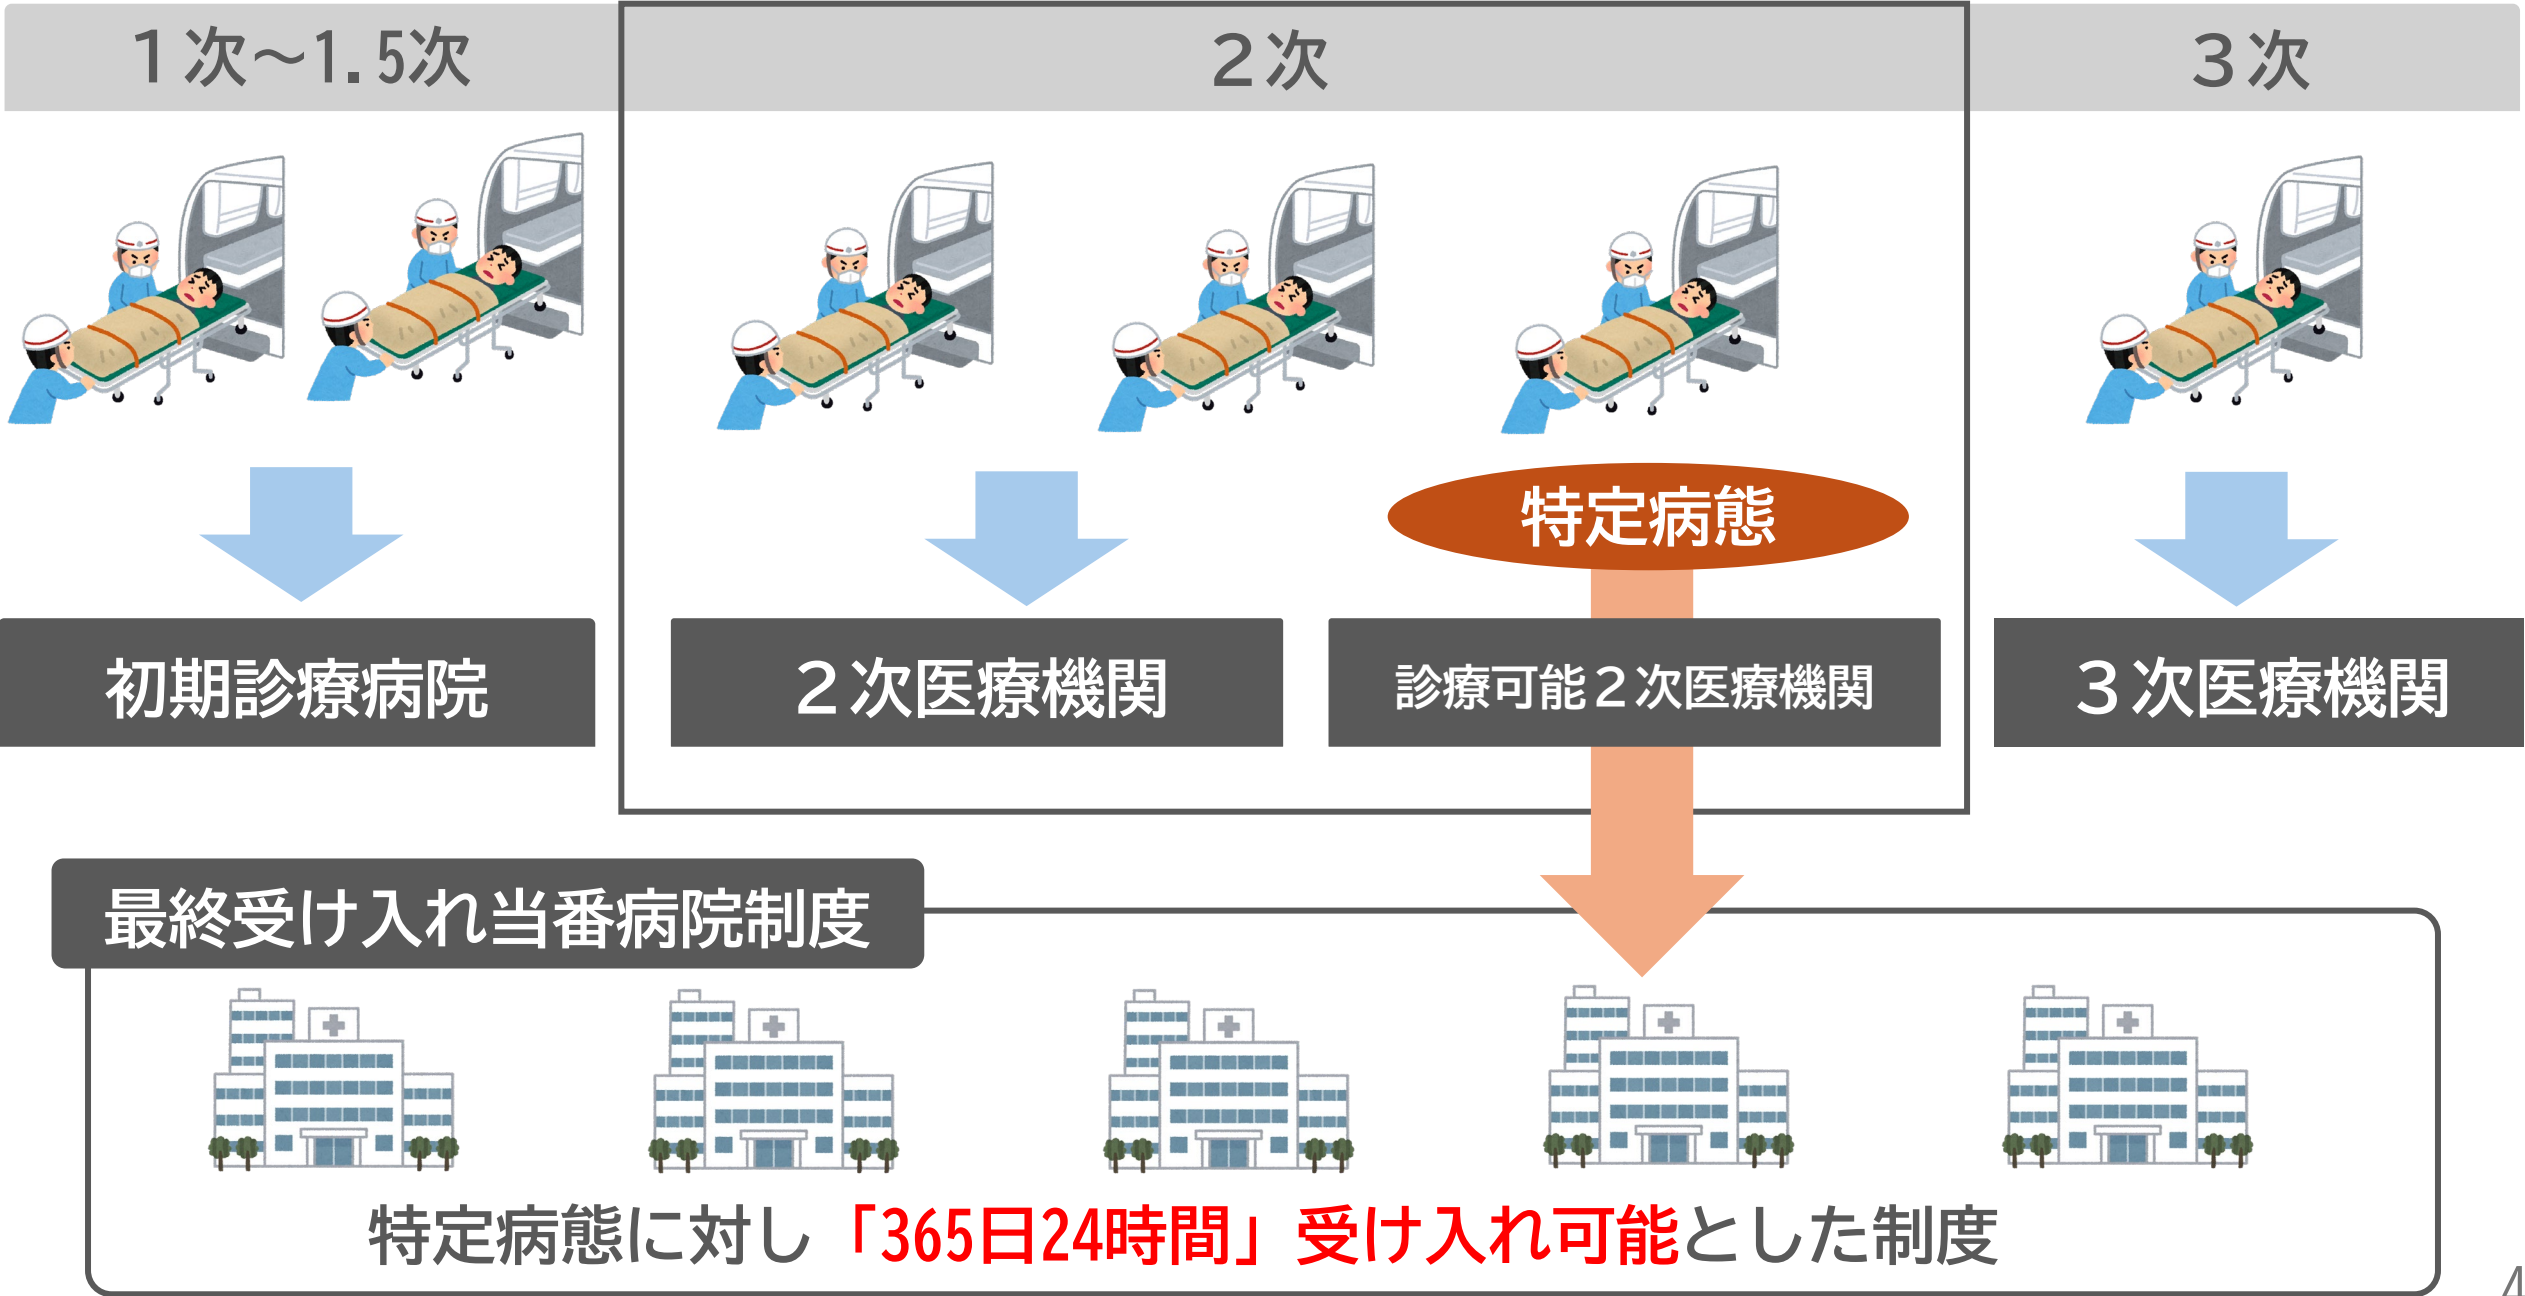 １次～1.5次
２次
３次
特定病態
初期診療病院
２次医療機関
診療可能２次医療機関
３次医療機関
最終受け入れ当番病院制度
特定病態に対し「365日24時間」受け入れ可能とした制度
4